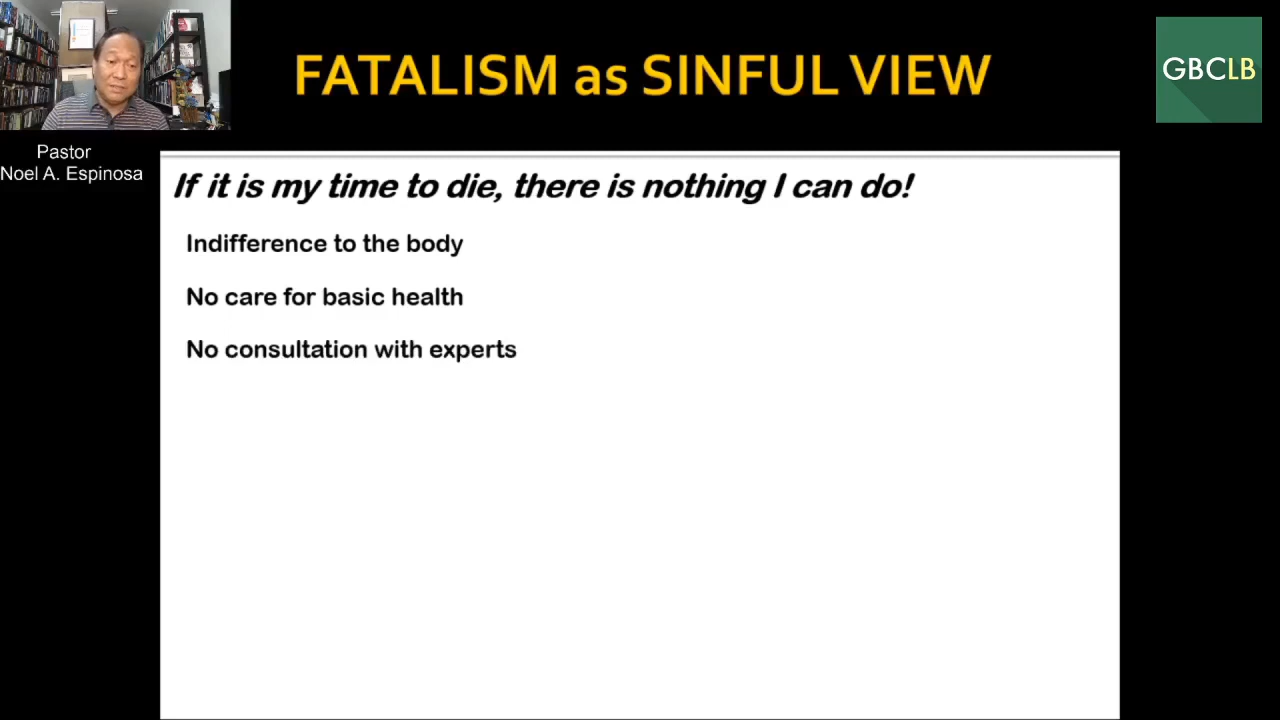 FATALISM as SINFUL VIEW
GBCLB
Pastor
Noel A. Espinosa
If it is my time to die, there is nothing I can do!
Indifference to the body
No care for basic health
No consultation with experts